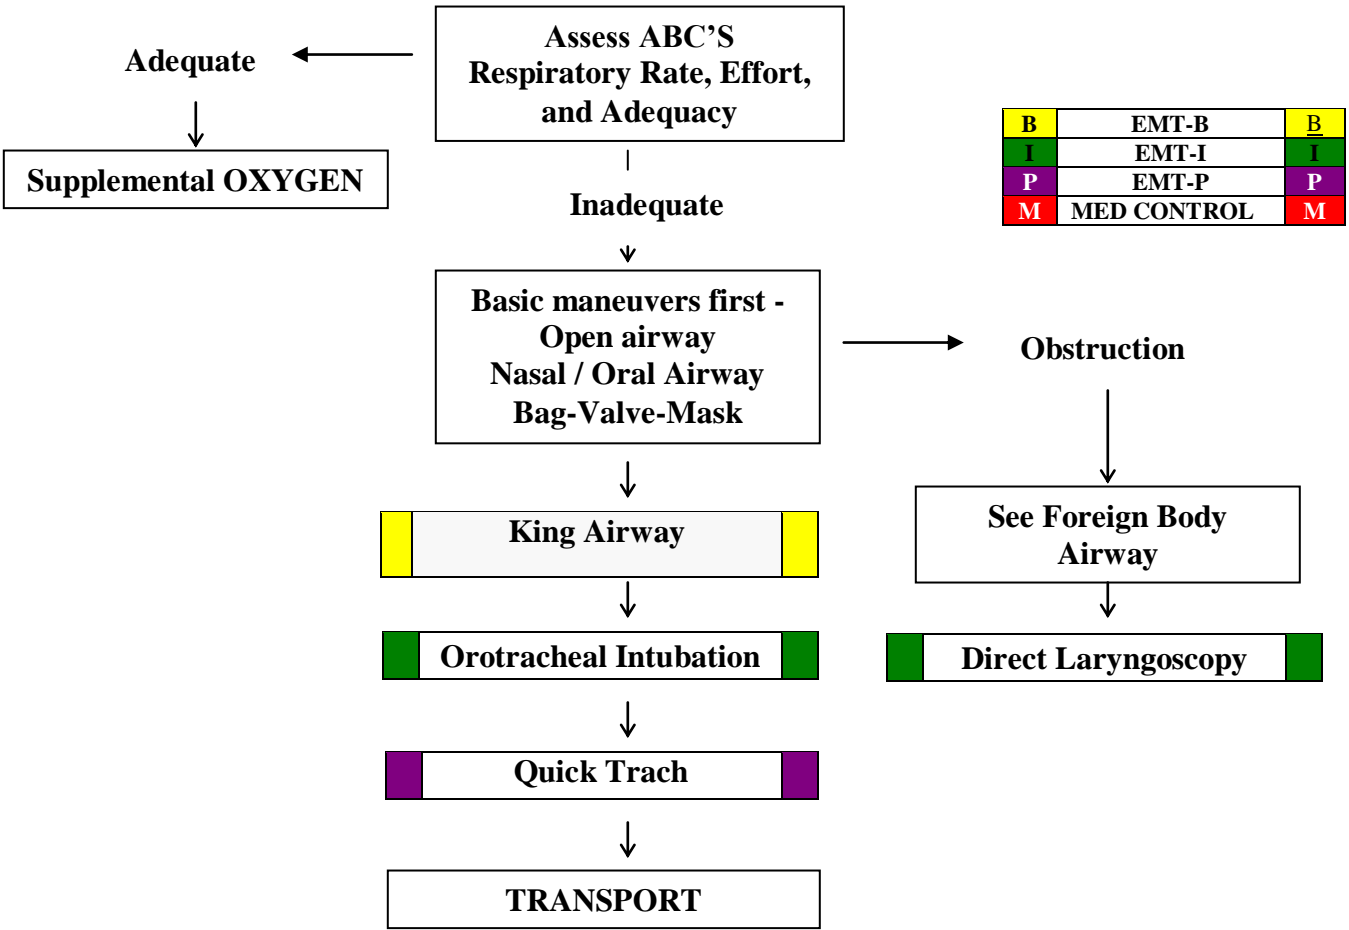 Assess ABC’S
Respiratory Rate, Effort,
and Adequacy
Adequate
Supplemental OXYGEN
B EMT-B B
I EMT-I I
P EMT-P P
M MED CONTROL M
Inadequate
Basic maneuvers first -
Open airway
Nasal / Oral Airway
Bag-Valve-Mask
Obstruction
See Foreign Body
Airway
King Airway
Orotracheal Intubation
Direct Laryngoscopy
Quick Trach
TRANSPORT